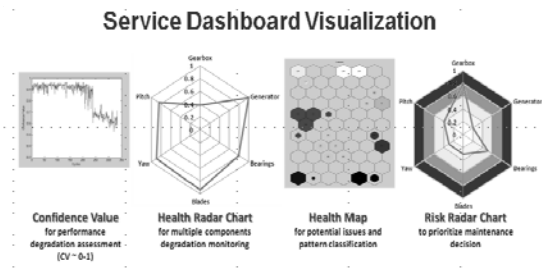 Service Dashboard Visualization
Gearbox
1
0.8
0.6
0.4
0.2
0
Pitch
Generator
Yaw
Bearings
Blades
Gearbox
1
0.8
0.6
0.4
0.2
0
Pitch
Generator
Yaw
Bearings
Blades
Confidence Value
for performance
degradation assessment
(CV ~ 0-1)
Health Radar Chart
for multiple components
degradation monitoring
Health Map
for potential issues and
pattern classification
Risk Radar Chart
to prioritize maintenance
decision